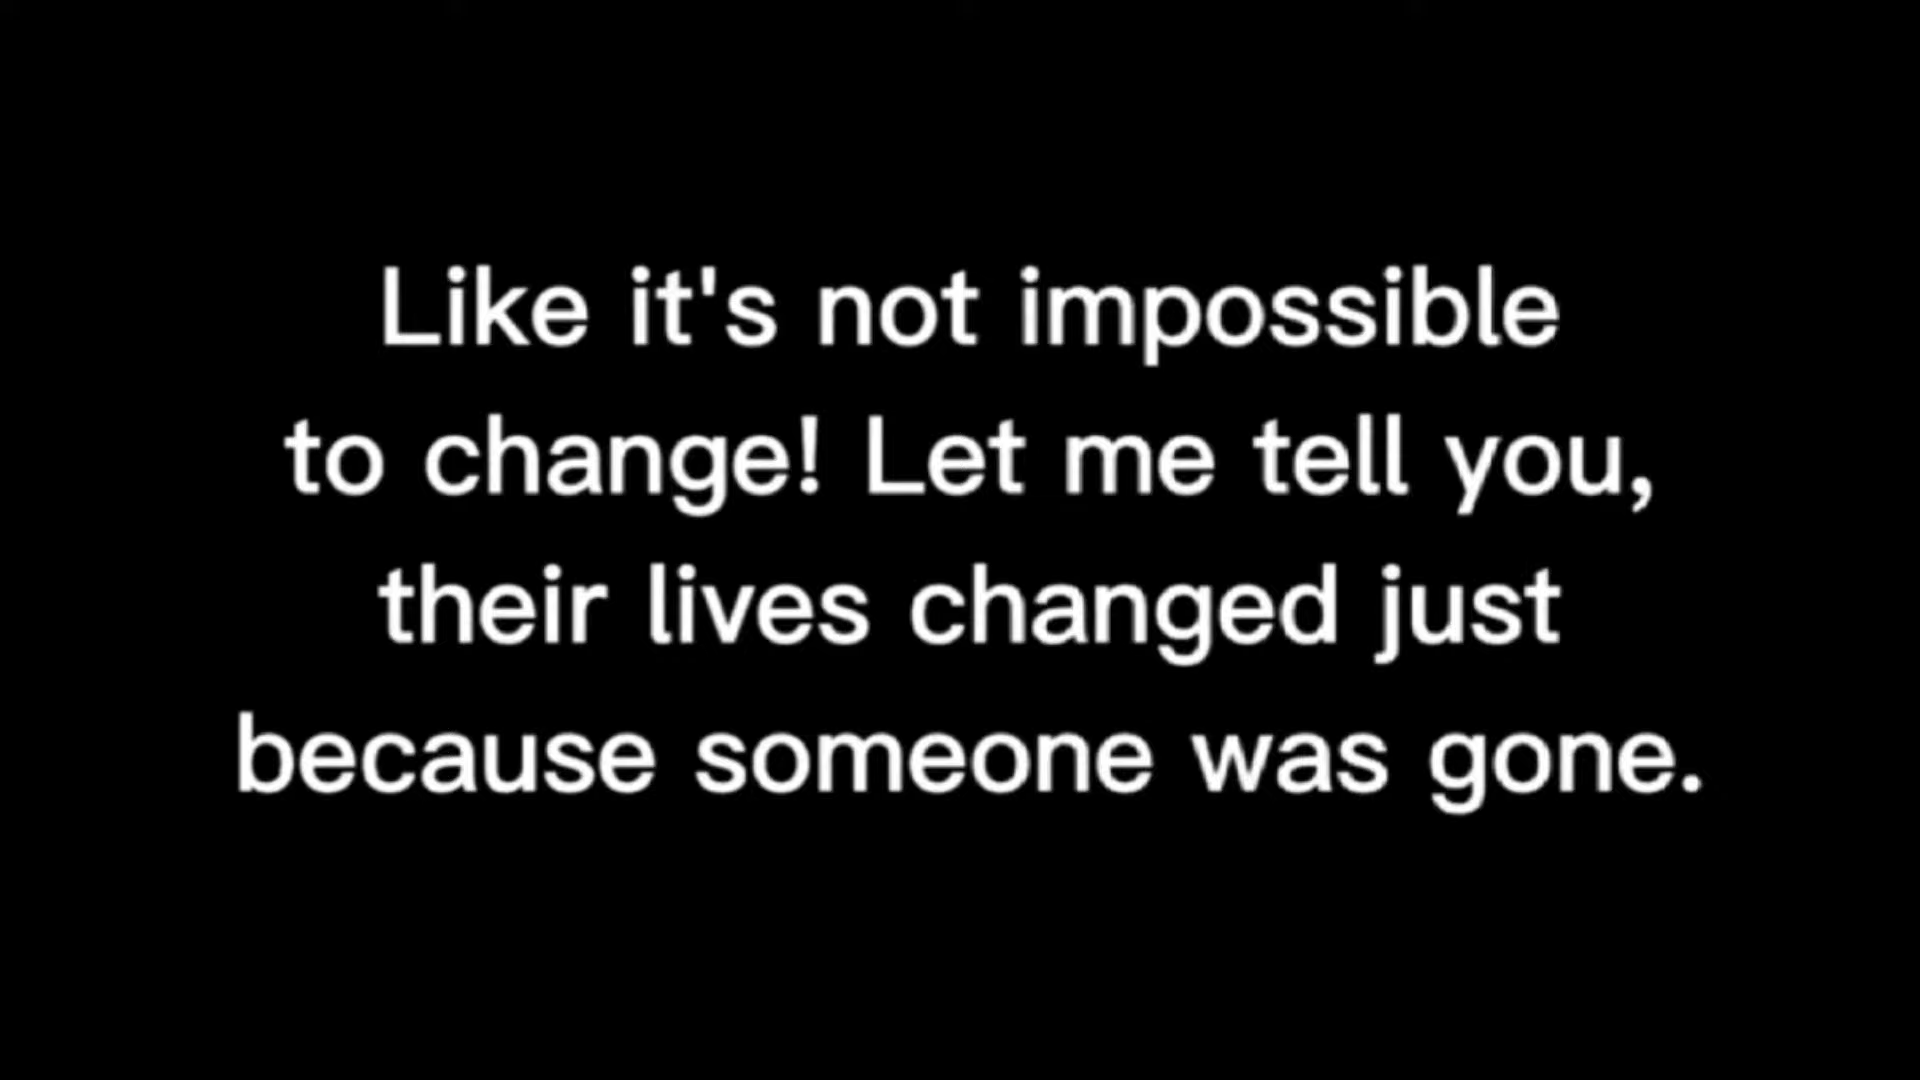 Like it's not impossible
to change! Let me tell you,
their lives changed just
because someone was gone.